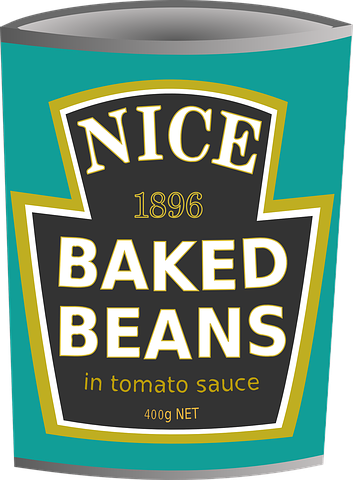 NICE
1896
BAKED
BEANS
in tomato sauce
400g NET